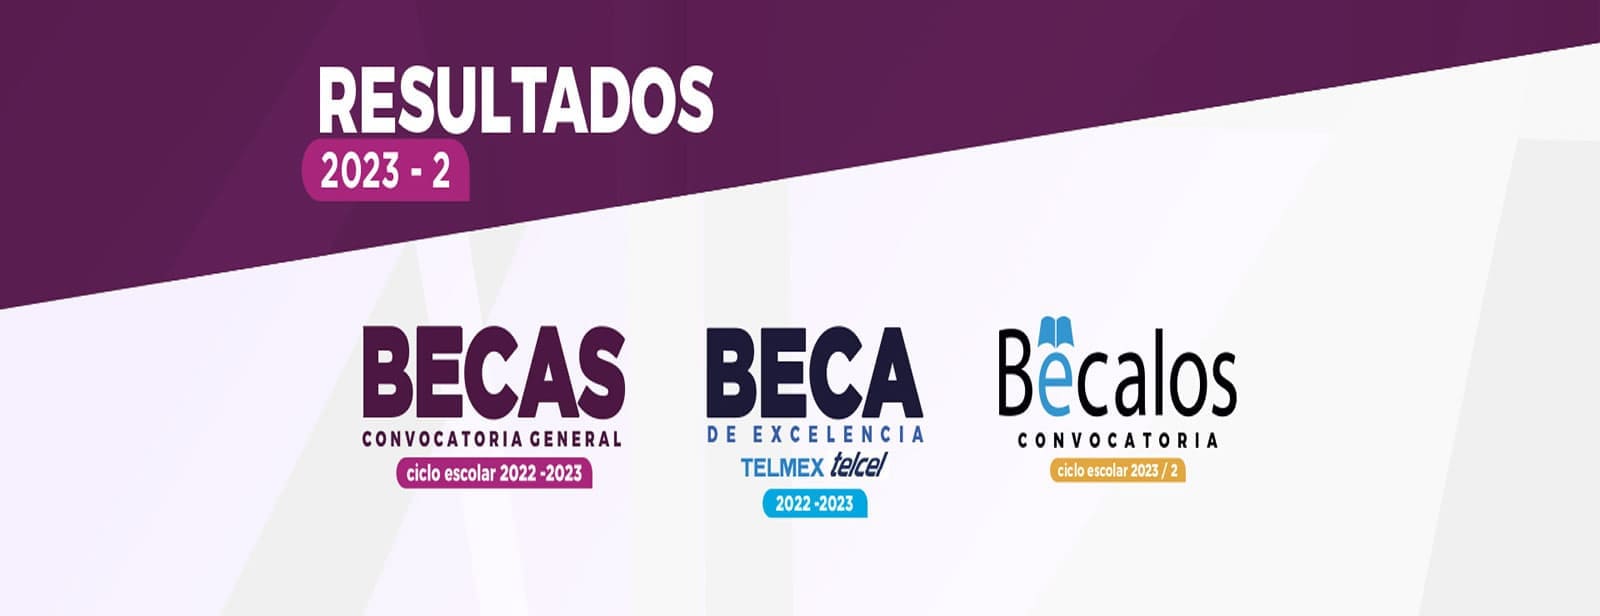 RESULTADOS
2023 - 2
BECAS
CONVOCATORIA GENERAL
ciclo escolar 2022 -2023
BECA
DE EXCELENCIA
TELMEX telcel
2022 -2023
Bécalos
CONVOCATORIA
ciclo escolar 2023 / 2